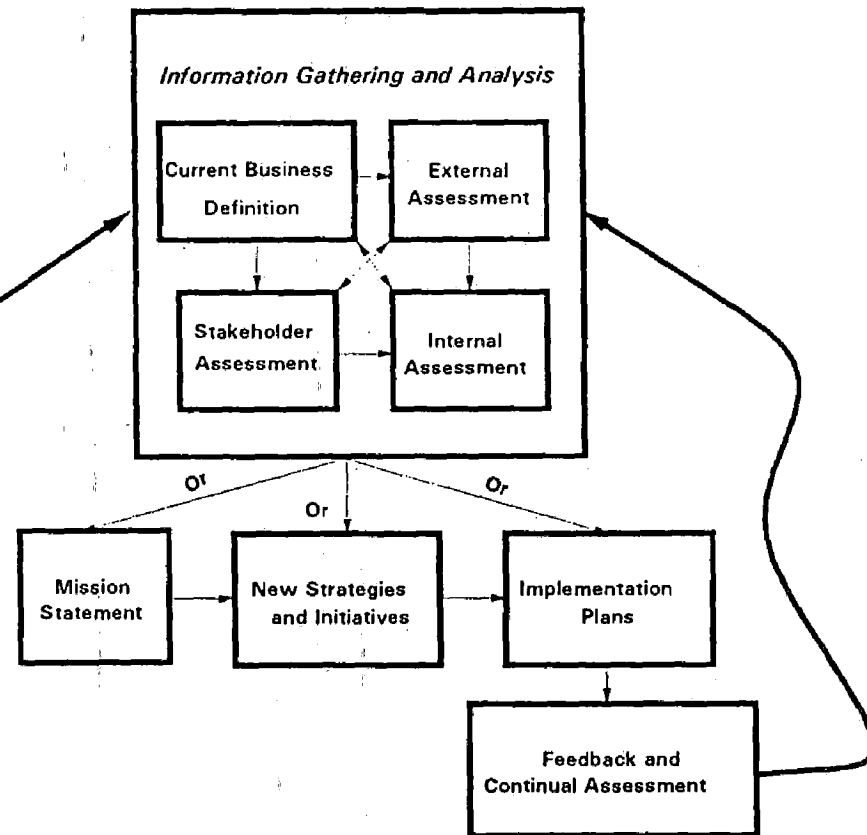 Information Gathering and Analysis
Current Business
Definition
External
Assessment
Stakeholder
Assessment
Internal
Assessment
Or
Or
Or
Mission
Statement
New Strategies
and Initiatives
Implementation
Plans
Feedback and
Continual Assessment